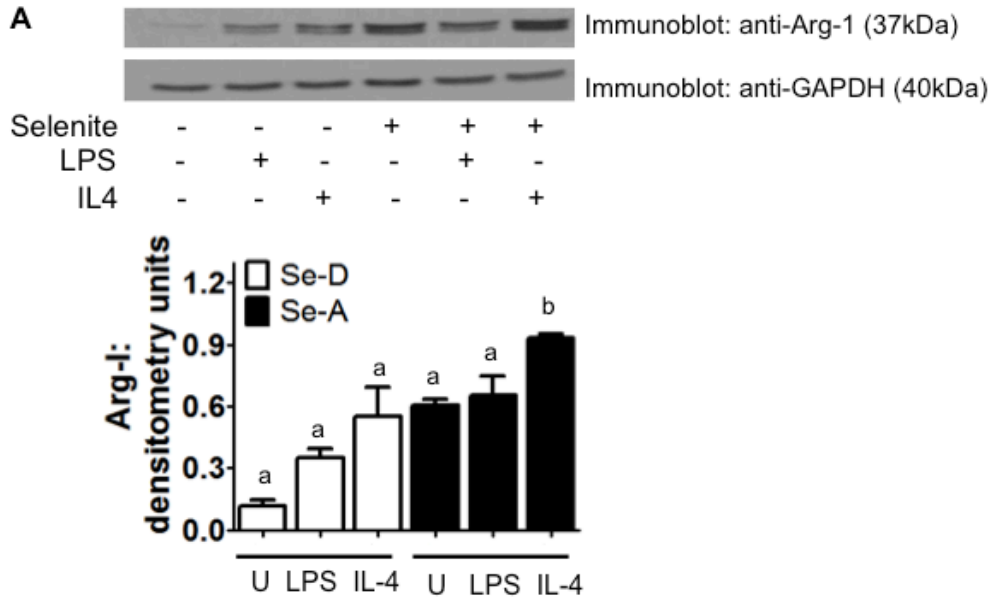 A
Immunoblot: anti-Arg-1 (37kDa)
Immunoblot: anti-GAPDH (40kDa)
Selenite - - - + + +
LPS - + - - + -
IL4 - - + - - +
Arg-I:
densitometry units
1.2
0.9
0.6
0.3
0.0
Se-D
Se-A
a a a a a b
U LPS IL-4 U LPS IL-4